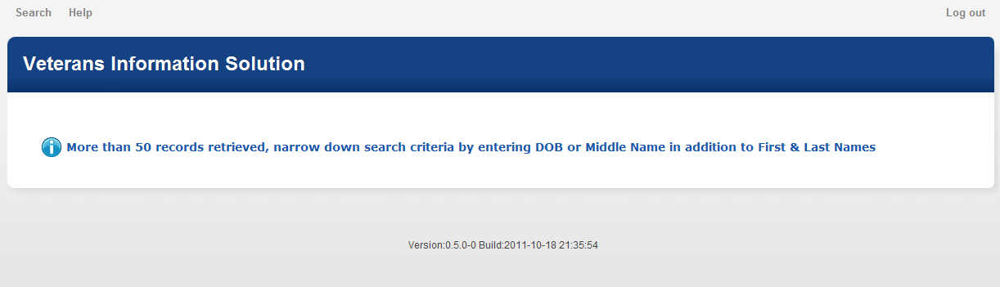 Search Help Log out
Veterans Information Solution
More than 50 records retrieved, narrow down search criteria by entering DOB or Middle Name in addition to First & Last Names
Version:0.5.0-0 Build:2011-10-18 21:35:54